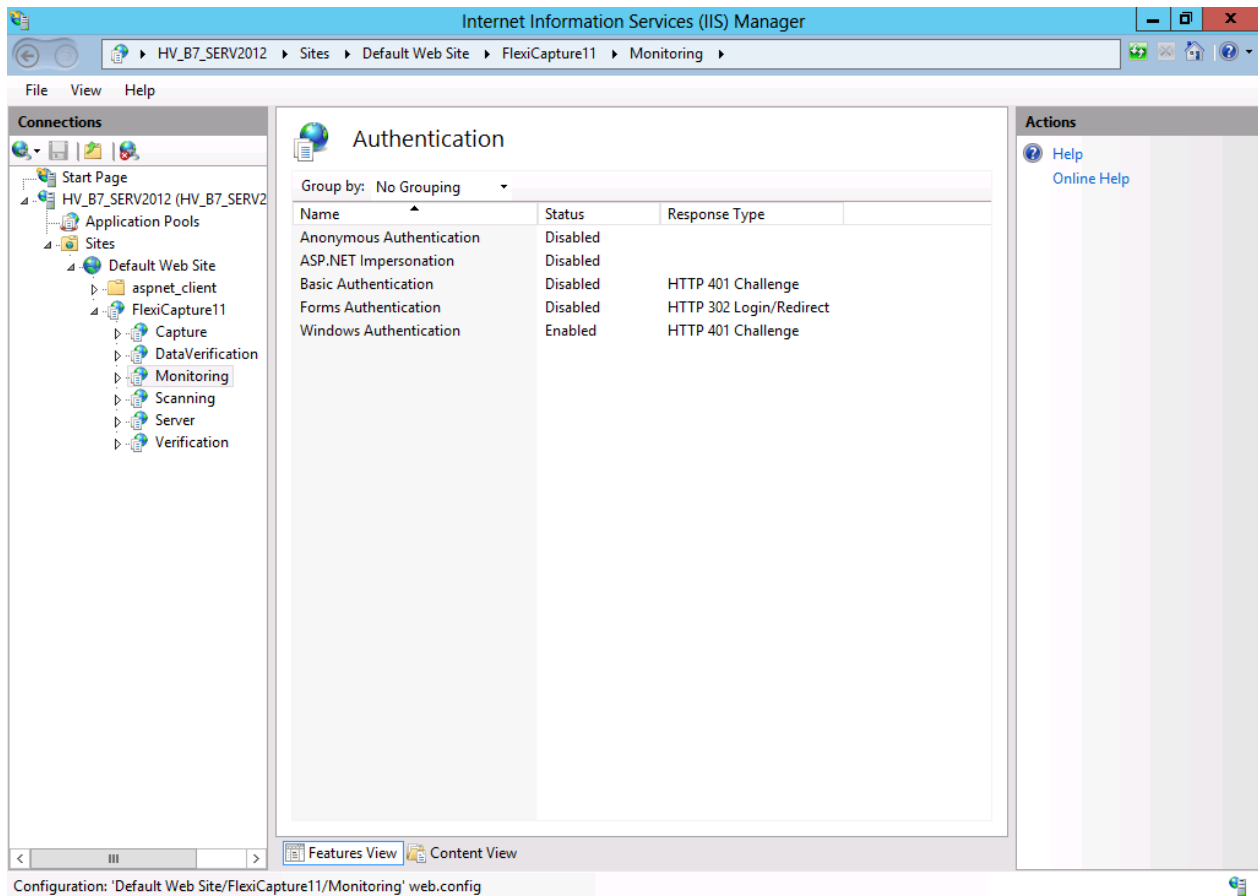 Internet Information Services (IIS) Manager
HV_B7_SERV2012 Sites Default Web Site FlexiCapture11 Monitoring
File View Help
Connections
Start Page
HV_B7_SERV2012 (HV_B7_SERV2
Application Pools
Sites
Default Web Site
aspnet_client
FlexiCapture11
Capture
DataVerification
Monitoring
Scanning
Server
Verification
Authentication
Group by: No Grouping
Name Status Response Type
Anonymous Authentication Disabled
ASP.NET Impersonation Disabled
Basic Authentication Disabled HTTP 401 Challenge
Forms Authentication Disabled HTTP 302 Login/Redirect
Windows Authentication Enabled HTTP 401 Challenge
Features View Content View
Actions
Help
Online Help
Configuration: 'Default Web Site/FlexiCapture11/Monitoring' web.config